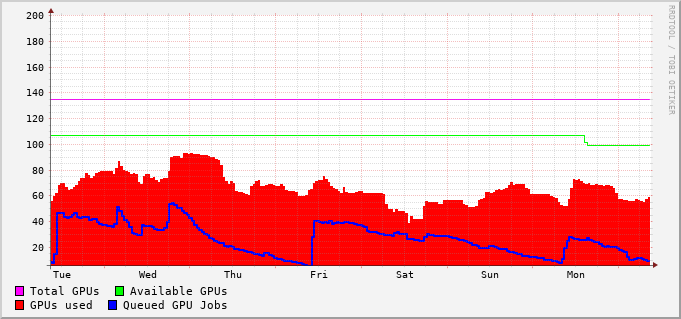 200
180
160
140
120
100
80
60
40
20
Tue Wed Thu Fri Sat Sun Mon
Total GPUs Available GPUs
GPUs used Queued GPU Jobs
RRDTOOL / TOBI OETIKER